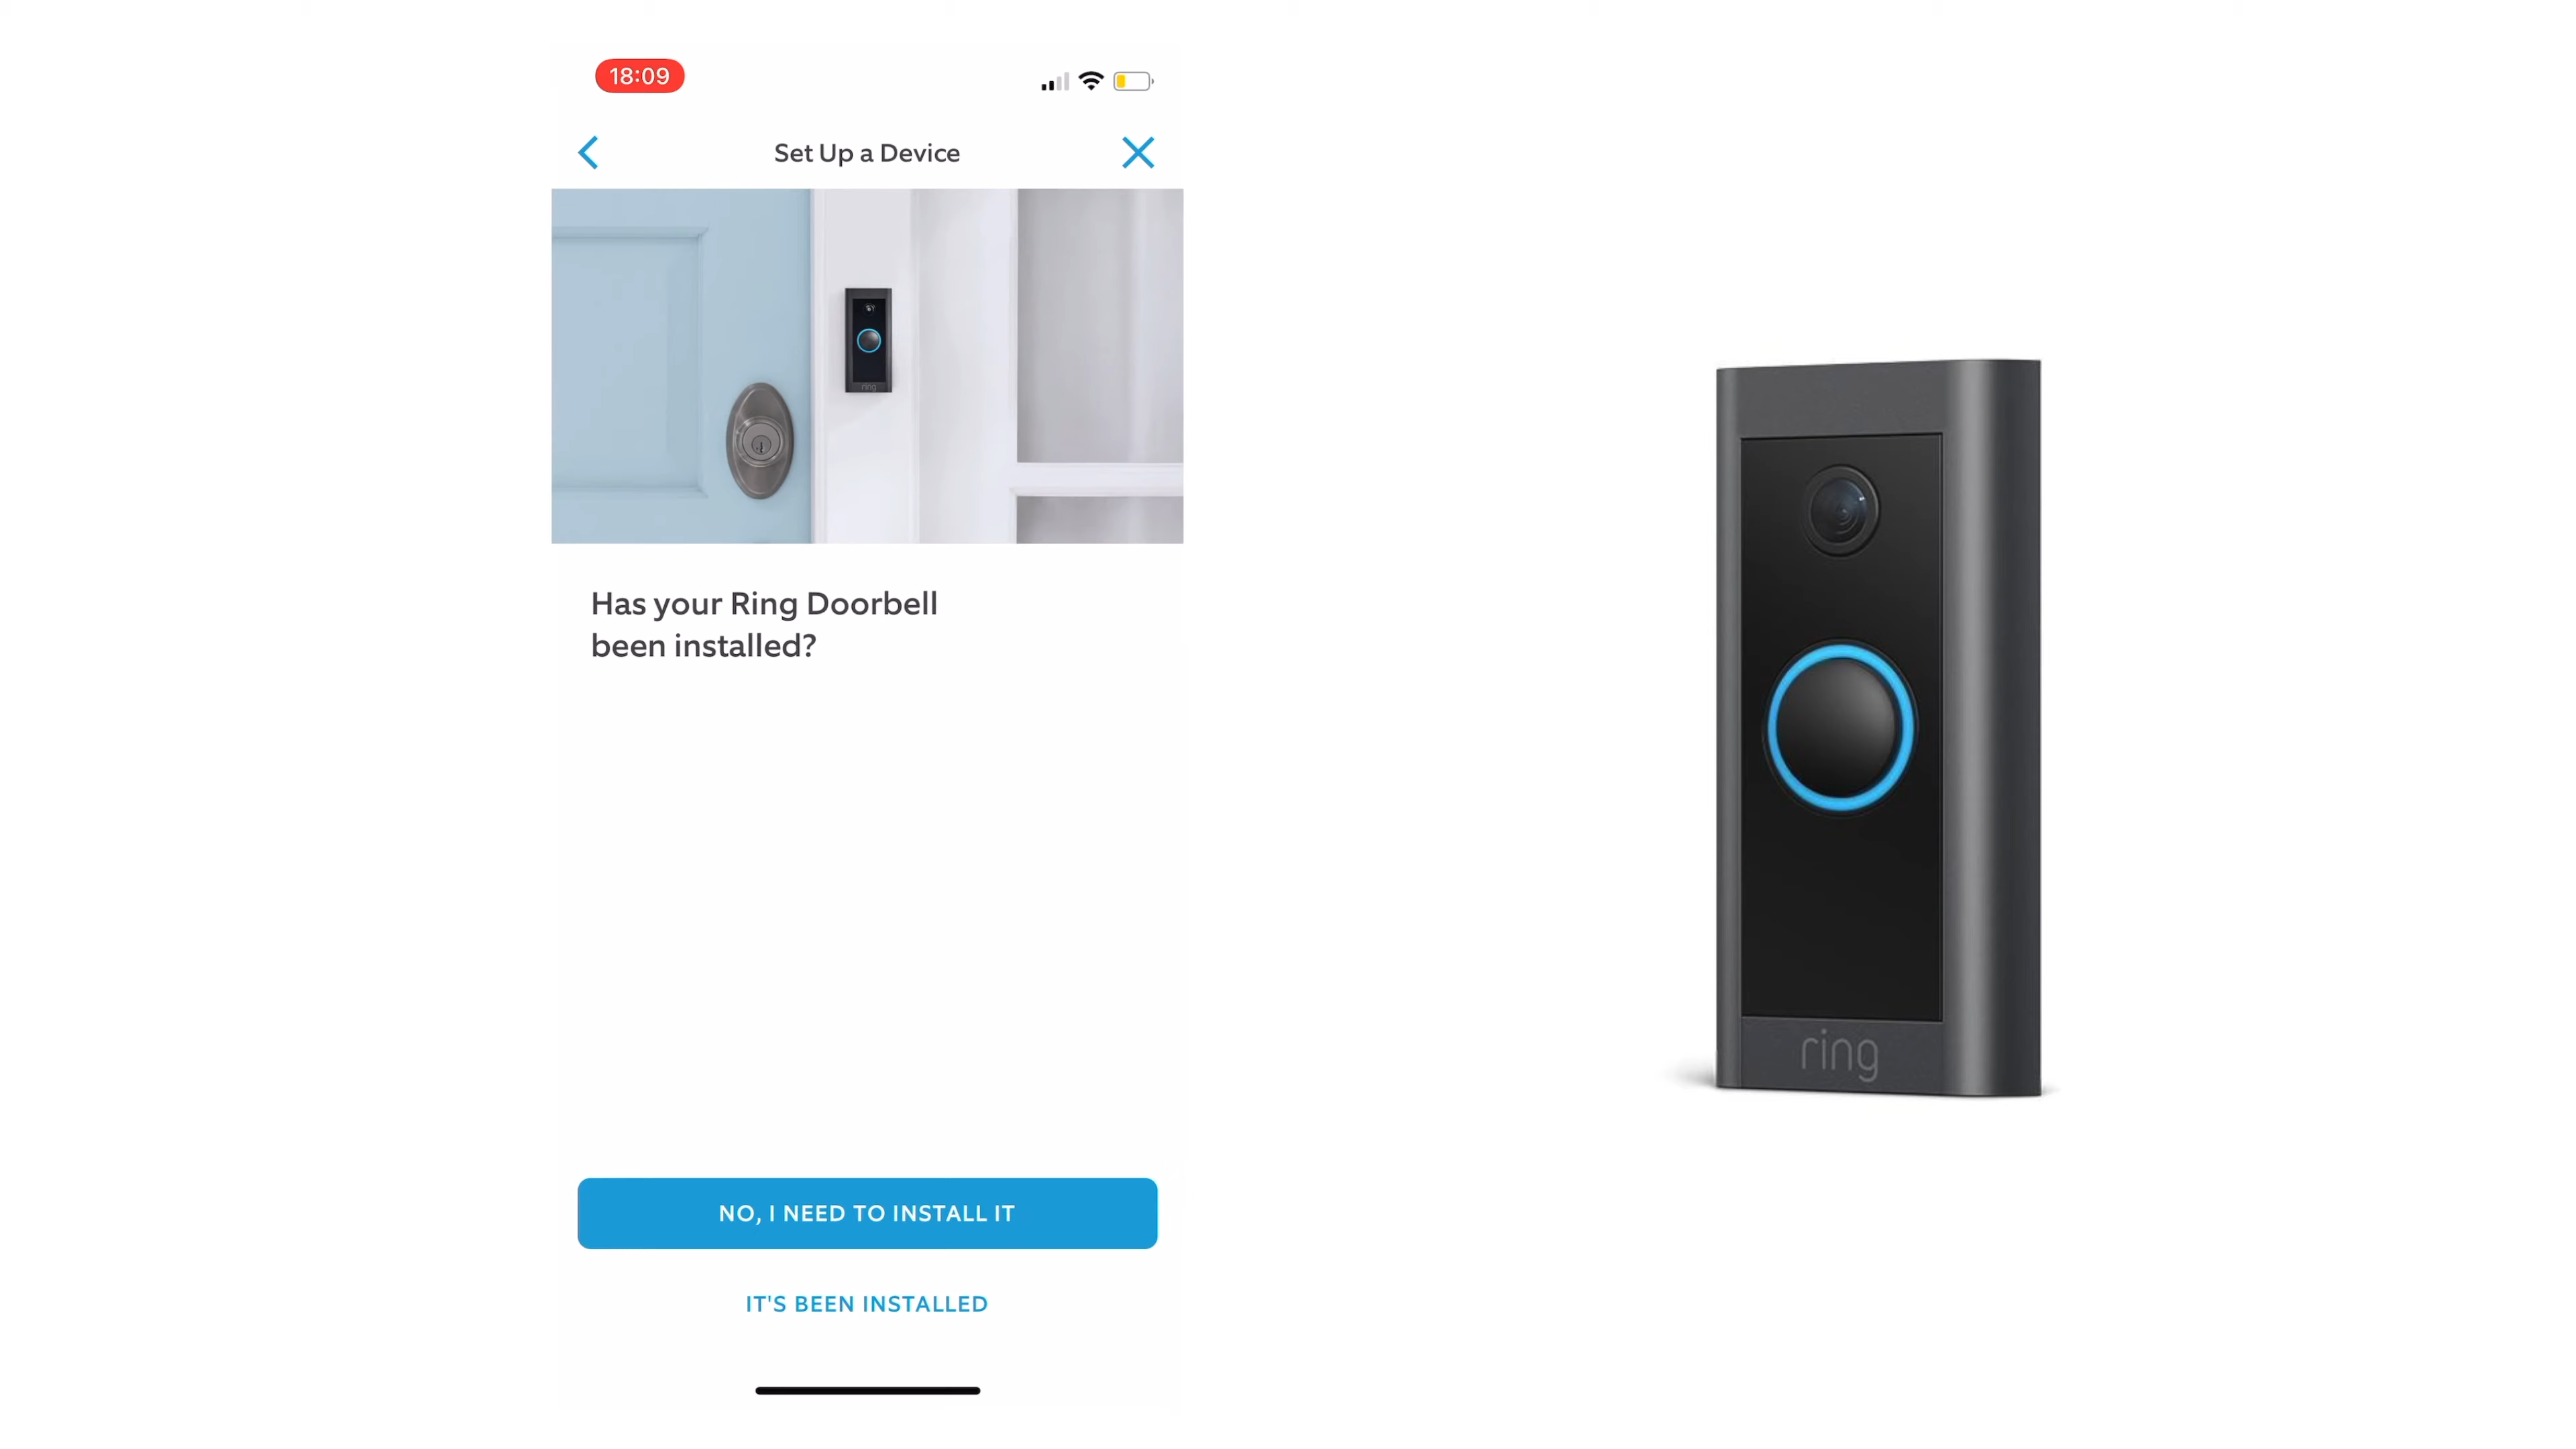 18:09
Set Up a Device
ring
Has your Ring Doorbell
been installed?
NO, I NEED TO INSTALL IT
IT'S BEEN INSTALLED
ring